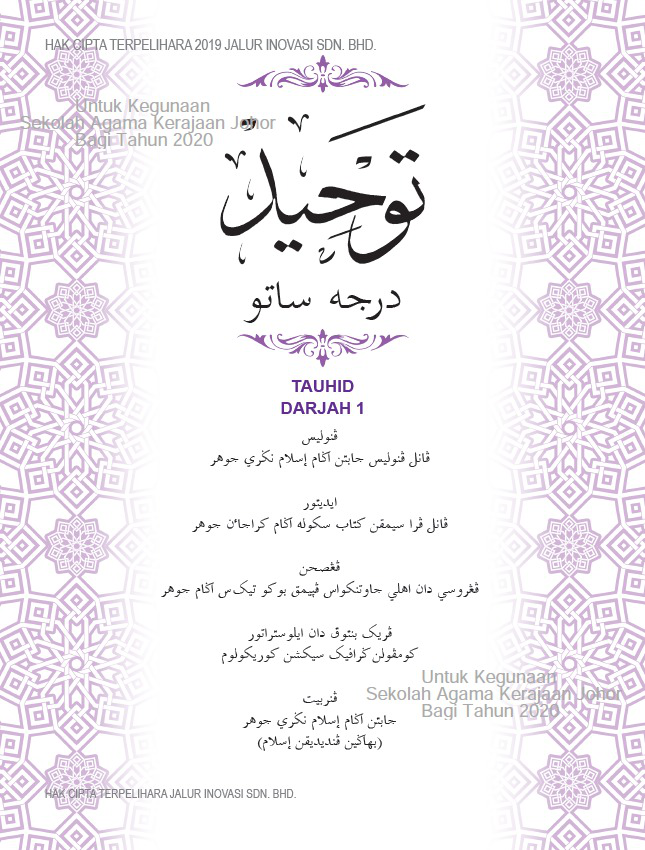 HAK CIPTA TERPELIHARA 2019 JALUR INOVASI SDN. BHD.
Untuk Kegunaan
Sekolah Agama Kerajaan Johor
Bagi Tahun 2020
توحيد
درجه ساتو
TAUHID
DARJAH 1
ڤنوليس
ڤانل ڤنوليس جابتن اݢام إسلام نݢري جوهر
ايديتور
ڤانل ڤرا سيمقن كتاب سكوله اݢام كراجاءن جوهر
ڤڠصحن
ڤڠروسي دان اهلي جاوتنكواس ڤپيمق بوكو تيک س اݢام جوهر
ڤريک بنتوق دان ايلوستراتور
كومڤولن ݢرافيک سيكشن كوريكولوم
ڤنربيت
جابتن اݢام إسلام نݢري جوهر
(بهاݢين ڤنديديقن إسلام)
Untuk Kegunaan
Sekolah Agama Kerajaan Johor
Bagi Tahun 2020
HAK CIPTA TERPELIHARA JALUR INOVASI SDN. BHD.